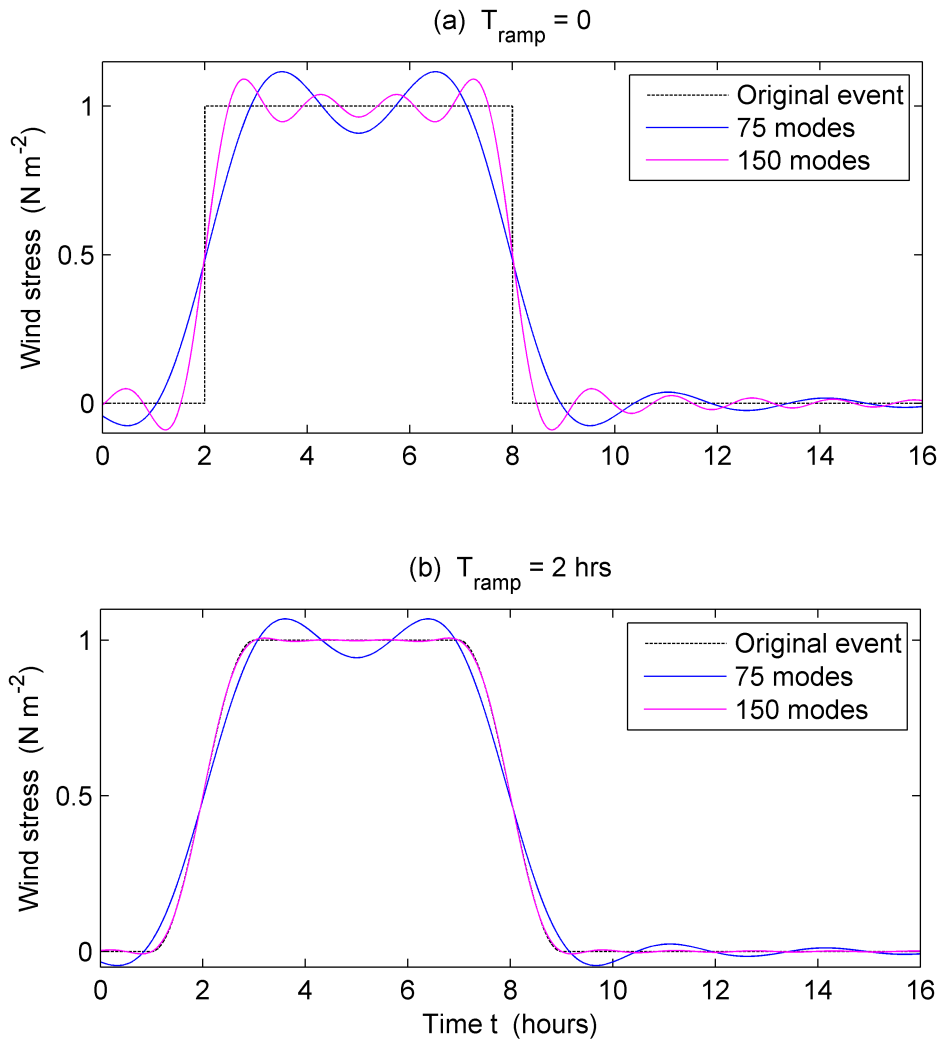 (a) T_ramp = 0
Wind stress (N m^-2)
1
0.5
0
Original event
75 modes
150 modes
0 2 4 6 8 10 12 14 16
(b) T_ramp = 2 hrs
Wind stress (N m^-2)
1
0.5
0
Original event
75 modes
150 modes
0 2 4 6 8 10 12 14 16
Time t (hours)